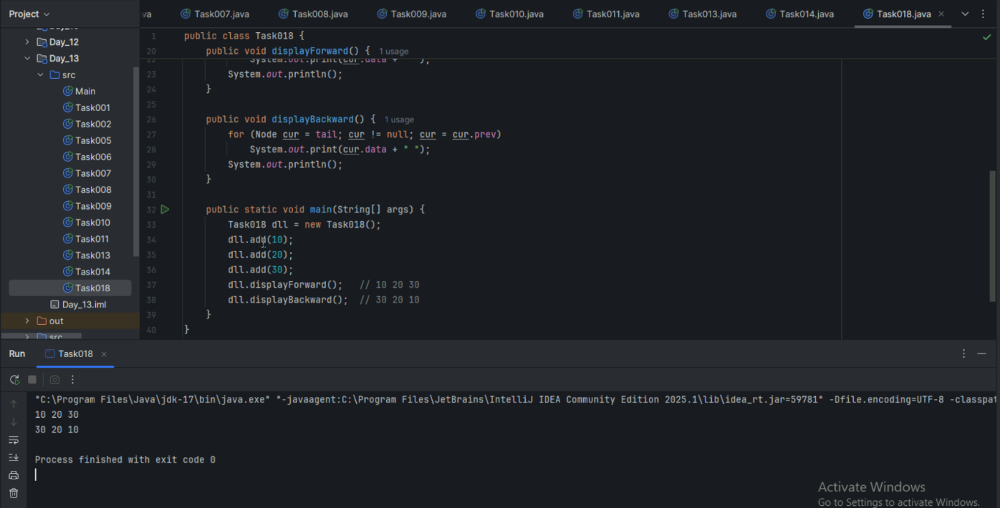 Project
va
Task007.java
Task008.java
Task009.java
Task010.java
Task011.java
Task013.java
Task014.java
Task018.java
Day_12
Day_13
src
Main
Task001
Task002
Task005
Task006
Task007
Task008
Task009
Task010
Task011
Task013
Task014
Task018
Day_13.iml
out
src
1 public class Task018 {
20 public void displayForward() { 1 usage
22 System.out.print(cur.data + " ");
23 System.out.println();
24 }
25
26 public void displayBackward() { 1 usage
27 for (Node cur = tail; cur != null; cur = cur.prev)
28 System.out.print(cur.data + " ");
29 System.out.println();
30 }
31
32 public static void main(String[] args) {
33 Task018 dll = new Task018();
34 dll.add(10);
35 dll.add(20);
36 dll.add(30);
37 dll.displayForward(); // 10 20 30
38 dll.displayBackward(); // 30 20 10
39 }
40 }
Run
Task018
"C:\Program Files\Java\jdk-17\bin\java.exe" "-javaagent:C:\Program Files\JetBrains\IntelliJ IDEA Community Edition 2025.1\lib\idea_rt.jar=59781" -Dfile.encoding=UTF-8 -classpat
10 20 30
30 20 10
Process finished with exit code 0
Activate Windows
Go to Settings to activate Windows.